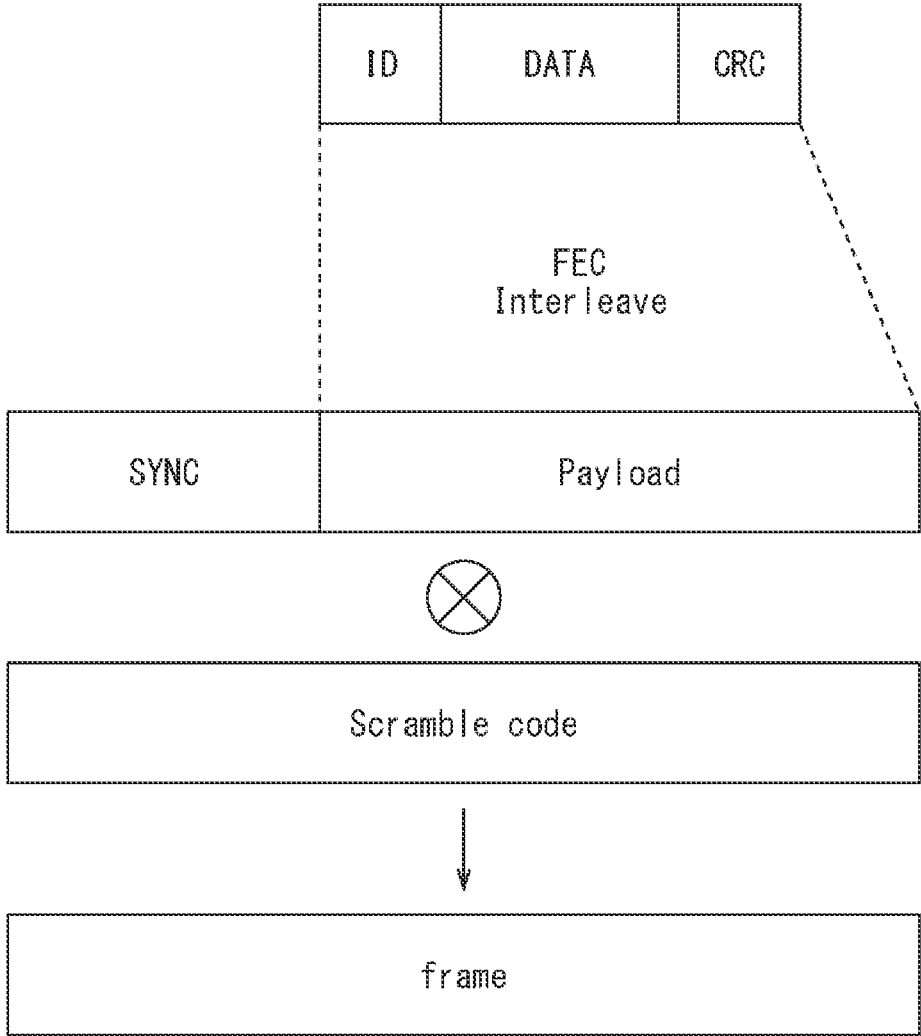 ID DATA CRC
FEC
Interleave
SYNC Payload
Scramble code
frame